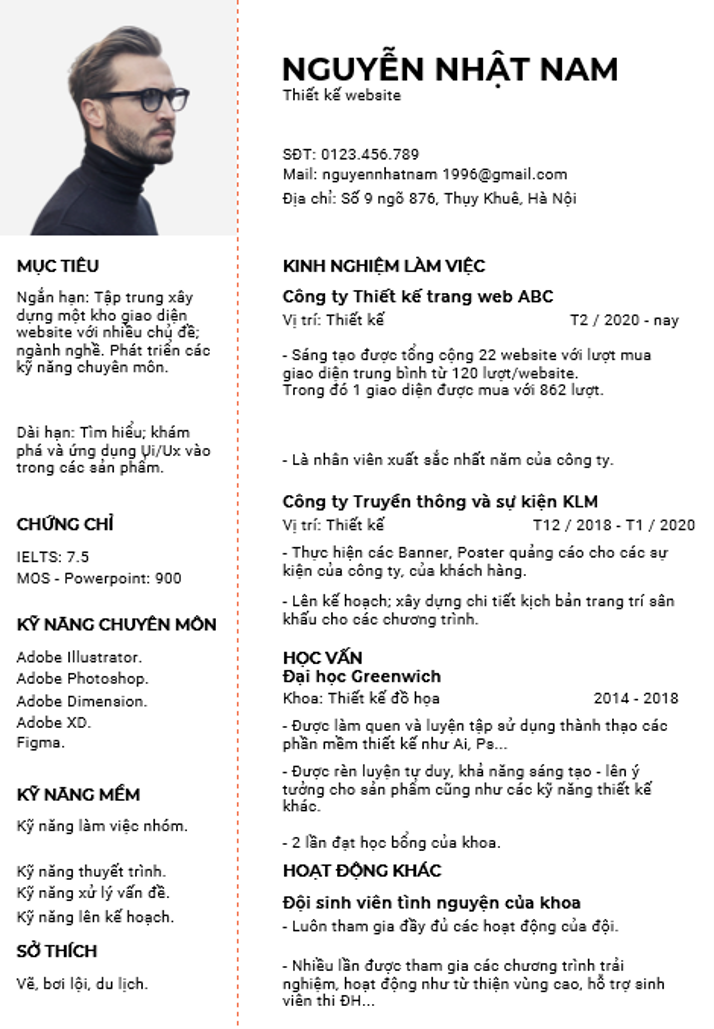 NGUYỄN NHẬT NAM
Thiết kế website
SĐT: 0123.456.789
Mail: nguyennhatnam 1996@gmail.com
Địa chỉ: Số 9 ngõ 876, Thụy Khuê, Hà Nội
MỤC TIÊU
Ngắn hạn: Tập trung xây
dựng một kho giao diện
website với nhiều chủ đề;
ngành nghề. Phát triển các
kỹ năng chuyên môn.
Dài hạn: Tìm hiểu; khám
phá và ứng dụng Ui/Ux vào
trong các sản phẩm.
CHỨNG CHỈ
IELTS: 7.5
MOS - Powerpoint: 900
KỸ NĂNG CHUYÊN MÔN
Adobe Illustrator.
Adobe Photoshop.
Adobe Dimension.
Adobe XD.
Figma.
KỸ NĂNG MỀM
Kỹ năng làm việc nhóm.
Kỹ năng thuyết trình.
Kỹ năng xử lý vấn đề.
Kỹ năng lên kế hoạch.
SỞ THÍCH
Vẽ, bơi lội, du lịch.
KINH NGHIỆM LÀM VIỆC
Công ty Thiết kế trang web ABC
Vị trí: Thiết kế T2 / 2020 - nay
- Sáng tạo được tổng cộng 22 website với lượt mua
giao diện trung bình từ 120 lượt/website.
Trong đó 1 giao diện được mua với 862 lượt.
- Là nhân viên xuất sắc nhất năm của công ty.
Công ty Truyền thông và sự kiện KLM
Vị trí: Thiết kế T12 / 2018 - T1 / 2020
- Thực hiện các Banner, Poster quảng cáo cho các sự
kiện của công ty, của khách hàng.
- Lên kế hoạch; xây dựng chi tiết kịch bản trang trí sân
khấu cho các chương trình.
HỌC VẤN
Đại học Greenwich
Khoa: Thiết kế đồ họa 2014 - 2018
- Được làm quen và luyện tập sử dụng thành thạo các
phần mềm thiết kế như Ai, Ps...
- Được rèn luyện tự duy, khả năng sáng tạo - lên ý
tưởng cho sản phẩm cũng như các kỹ năng thiết kế
khác.
- 2 lần đạt học bổng của khoa.
HOẠT ĐỘNG KHÁC
Đội sinh viên tình nguyện của khoa
- Luôn tham gia đầy đủ các hoạt động của đội.
- Nhiều lần được tham gia các chương trình trải
nghiệm, hoạt động như từ thiện vùng cao, hỗ trợ sinh
viên thi ĐH...